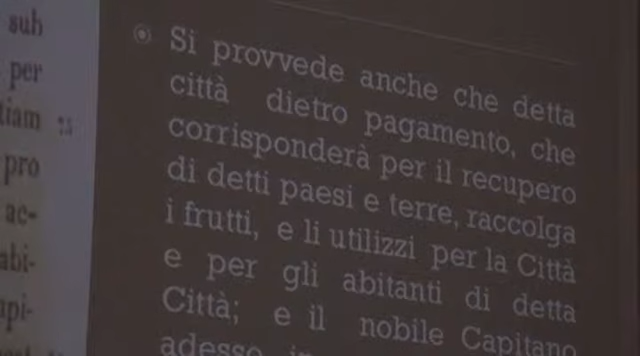 sub
per
tiam
pro
ac-
abi-
Si provvede anche che detta
città dietro pagamento, che
corrisponderà per il recupero
di detti paesi e terre, raccolga
i frutti, e li utilizzi per la Città
e per gli abitanti di detta
Città; e il nobile Capitano
adesso